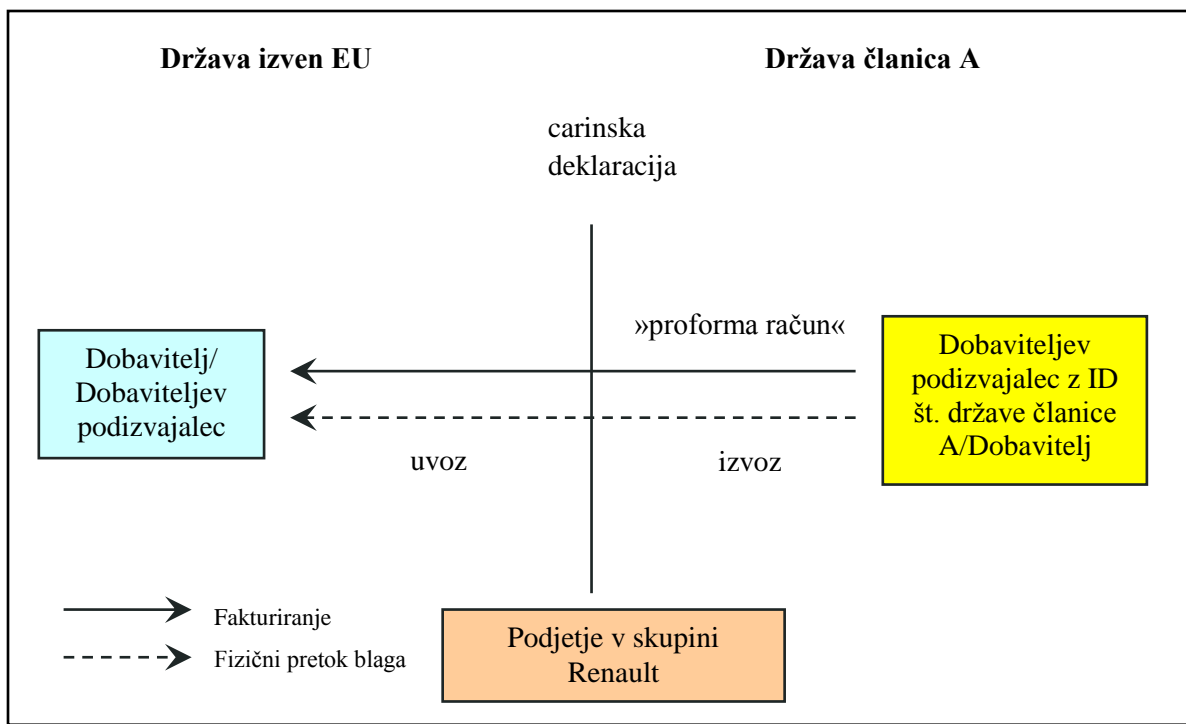 Država izven EU
Država članica A
carinska
deklaracija
»proforma račun«
Dobavitelj/
Dobaviteljev
podizvajalec
Dobaviteljev
podizvajalec z ID
št. države članice
A/Dobavitelj
uvoz
izvoz
Fakturiranje
Fizični pretok blaga
Podjetje v skupini
Renault